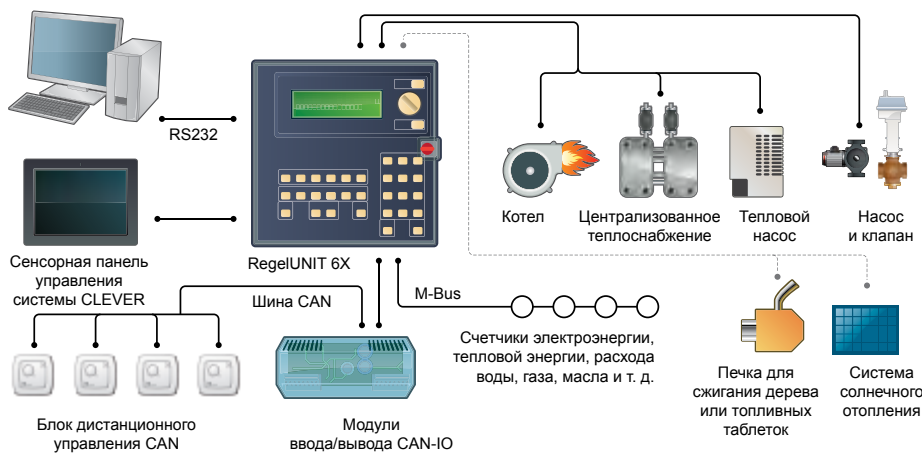 RS232
Сенсорная панель
управления
системы CLEVER
RegelUNIT 6X
Котел
Централизованное
теплоснабжение
Тепловой
насос
Насос
и клапан
Шина CAN
M-Bus
Счетчики электроэнергии,
тепловой энергии, расхода
воды, газа, масла и т. д.
Блок дистанционного
управления CAN
Модули
ввода/вывода CAN-IO
Печка для
сжигания дерева
или топливных
таблеток
Система
солнечного
отопления